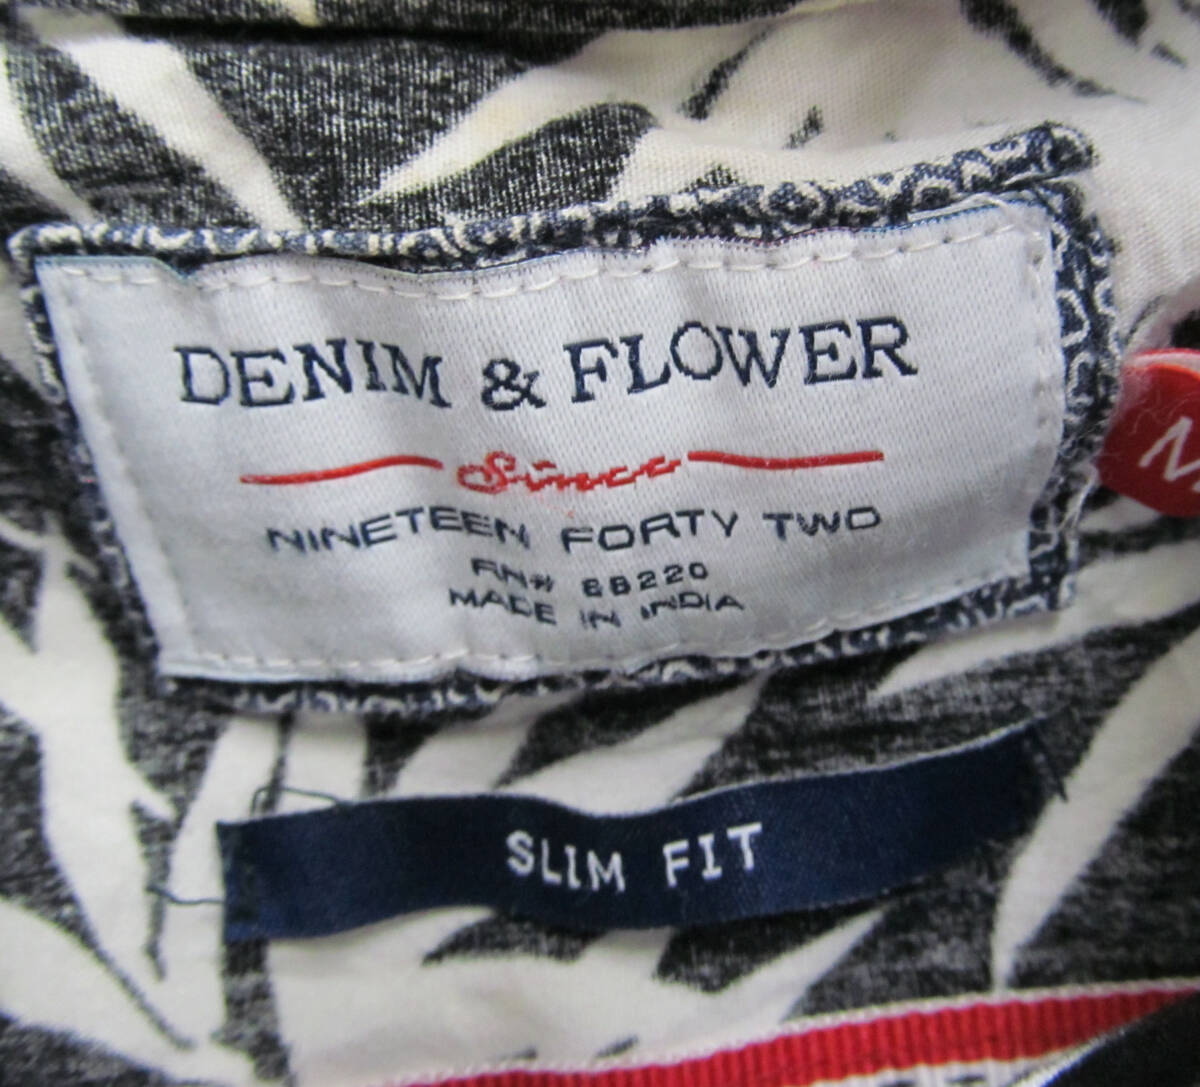 DENIM & FLOWER
Since
NINETEEN FORTY TWO
RN# 88220
MADE IN INDIA
SLIM FIT